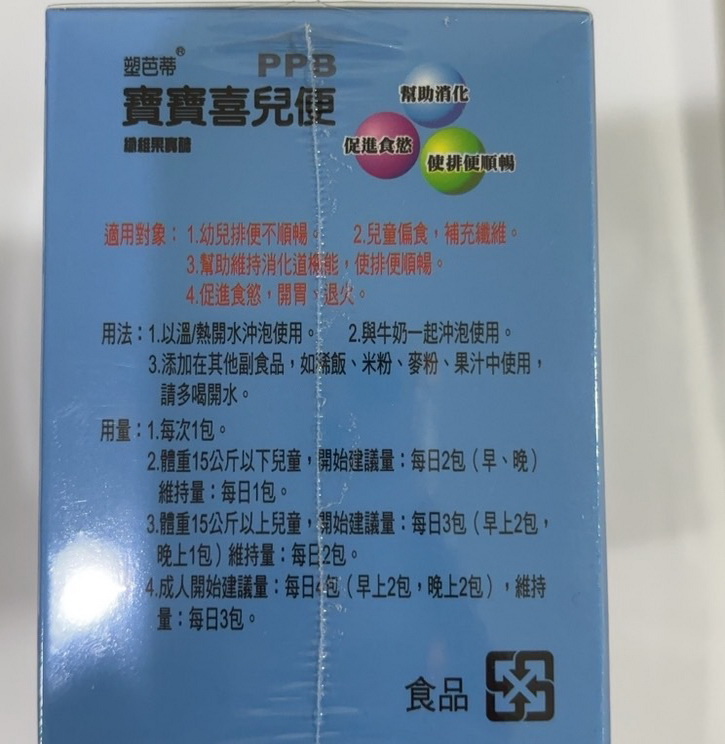 塑芭蒂®
PPB
寶寶喜兒便
纖維果寡醣
幫助消化
促進食慾
使排便順暢
適用對象：1.幼兒排便不順暢。 2.兒童偏食，補充纖維。
3.幫助維持消化道機能，使排便順暢。
4.促進食慾，開胃、退火。
用法：1.以溫/熱開水沖泡使用。 2.與牛奶一起沖泡使用。
3.添加在其他副食品，如稀飯、米粉、麥粉、果汁中使用，
請多喝開水。
用量：1.每次1包。
2.體重15公斤以下兒童，開始建議量：每日2包（早、晚）
維持量：每日1包。
3.體重15公斤以上兒童，開始建議量：每日3包（早上2包，
晚上1包）維持量：每日2包。
4.成人開始建議量：每日4包（早上2包，晚上2包），維持
量：每日3包。
食品